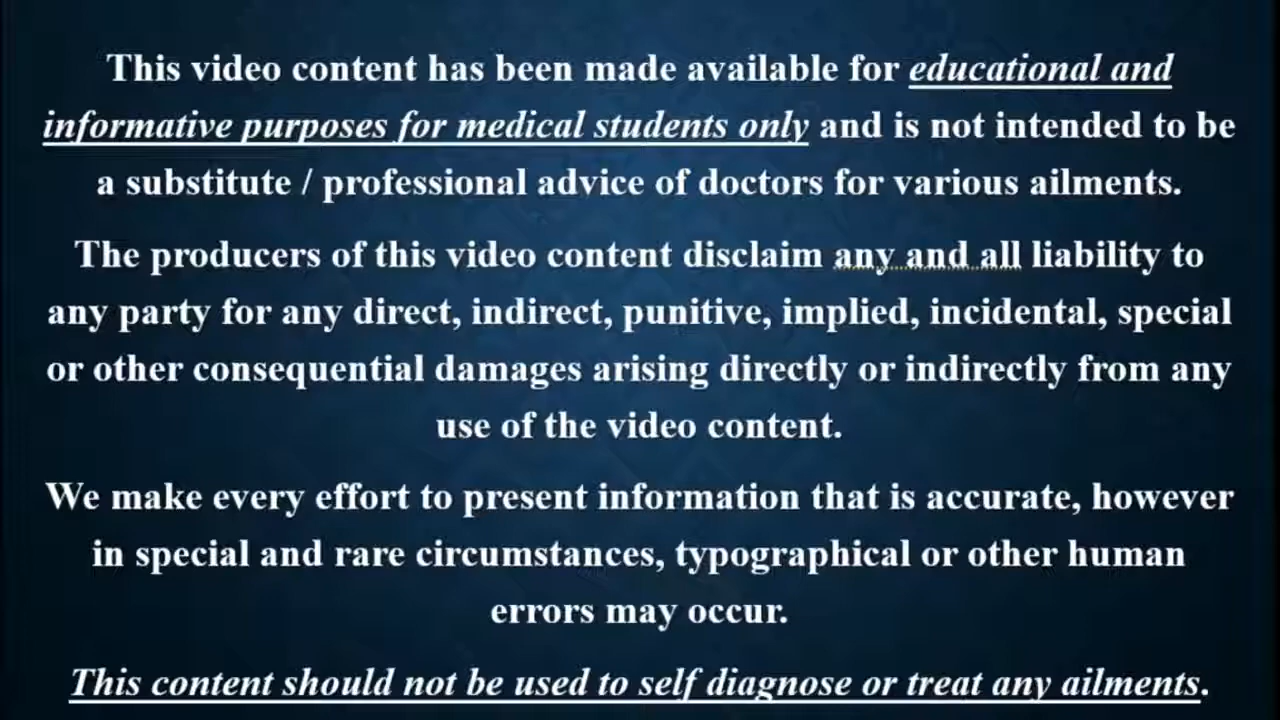 This video content has been made available for educational and
informative purposes for medical students only and is not intended to be
a substitute / professional advice of doctors for various ailments.
The producers of this video content disclaim any and all liability to
any party for any direct, indirect, punitive, implied, incidental, special
or other consequential damages arising directly or indirectly from any
use of the video content.
We make every effort to present information that is accurate, however
in special and rare circumstances, typographical or other human
errors may occur.
This content should not be used to self diagnose or treat any ailments.